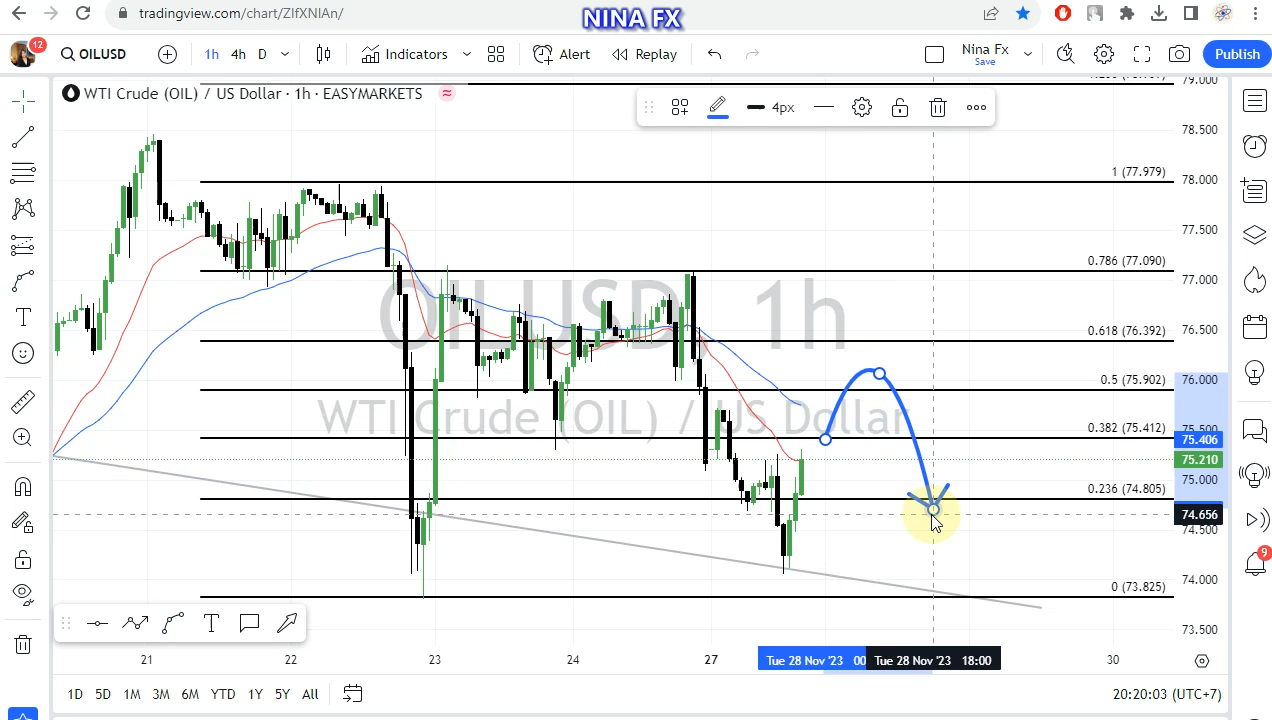 tradingview.com/chart/ZIfXNIAn/
NINA FX
12
OILUSD
1h 4h D
Indicators
Alert
Replay
Nina Fx
Save
Publish
WTI Crude (OIL) / US Dollar · 1h · EASYMARKETS
4px
79.000
78.500
1 (77.979)
78.000
77.500
0.786 (77.090)
77.000
OILUSD, 1h
76.500
0.618 (76.392)
76.000
0.5 (75.902)
WTI Crude (OIL) / US Dollar
75.500
0.382 (75.412)
75.406
75.210
75.000
0.236 (74.805)
74.656
74.500
9
74.000
0 (73.825)
73.500
21 22 23 24 27 Tue 28 Nov '23 00 Tue 28 Nov '23 18:00 30
1D 5D 1M 3M 6M YTD 1Y 5Y All
20:20:03 (UTC+7)